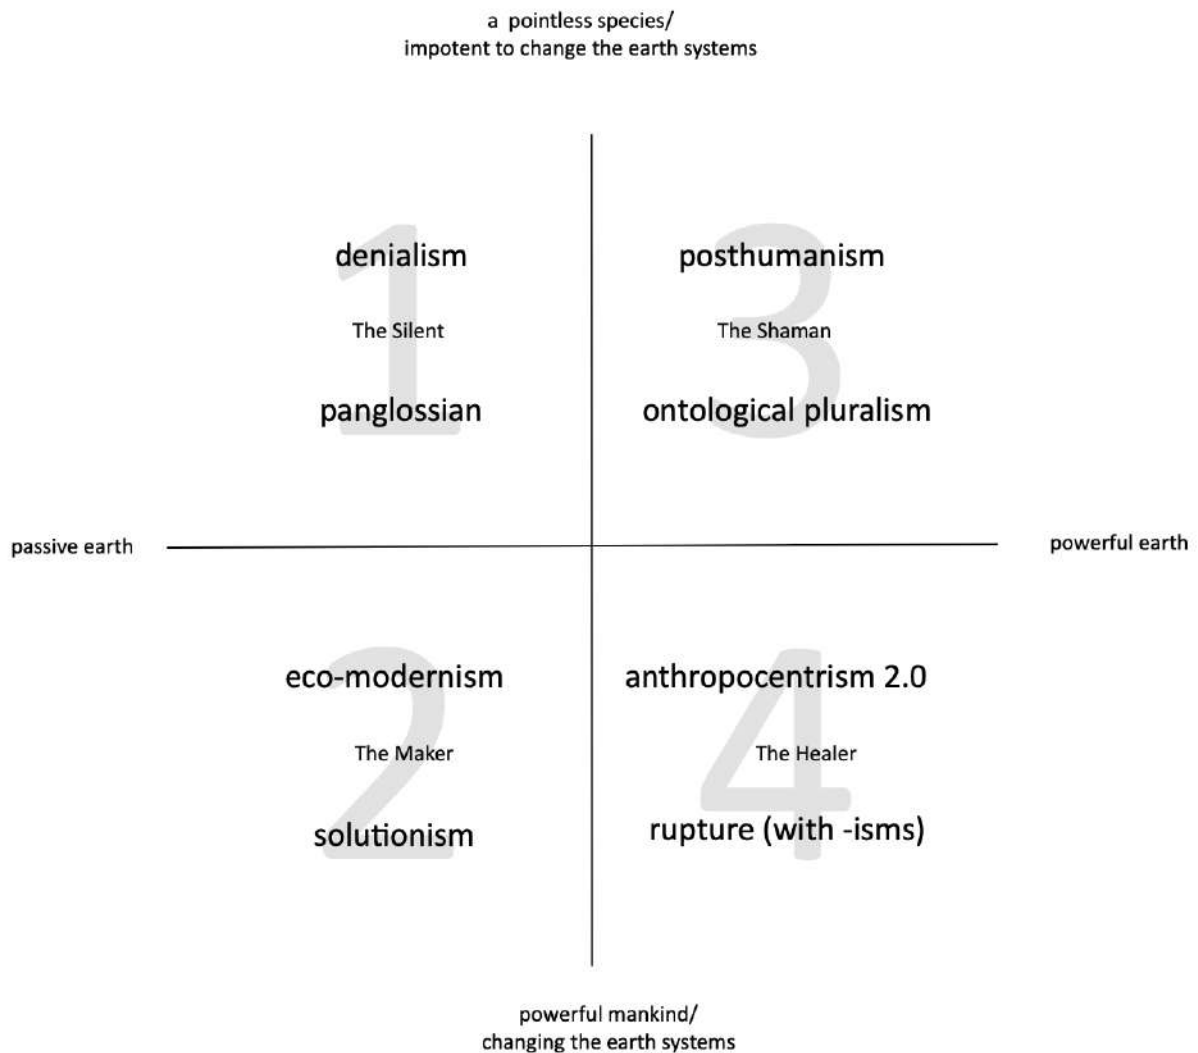 a pointless species/
impotent to change the earth systems
1
denialism
The Silent
panglossian
3
posthumanism
The Shaman
ontological pluralism
passive earth
powerful earth
2
eco-modernism
The Maker
solutionism
4
anthropocentrism 2.0
The Healer
rupture (with -isms)
powerful mankind/
changing the earth systems